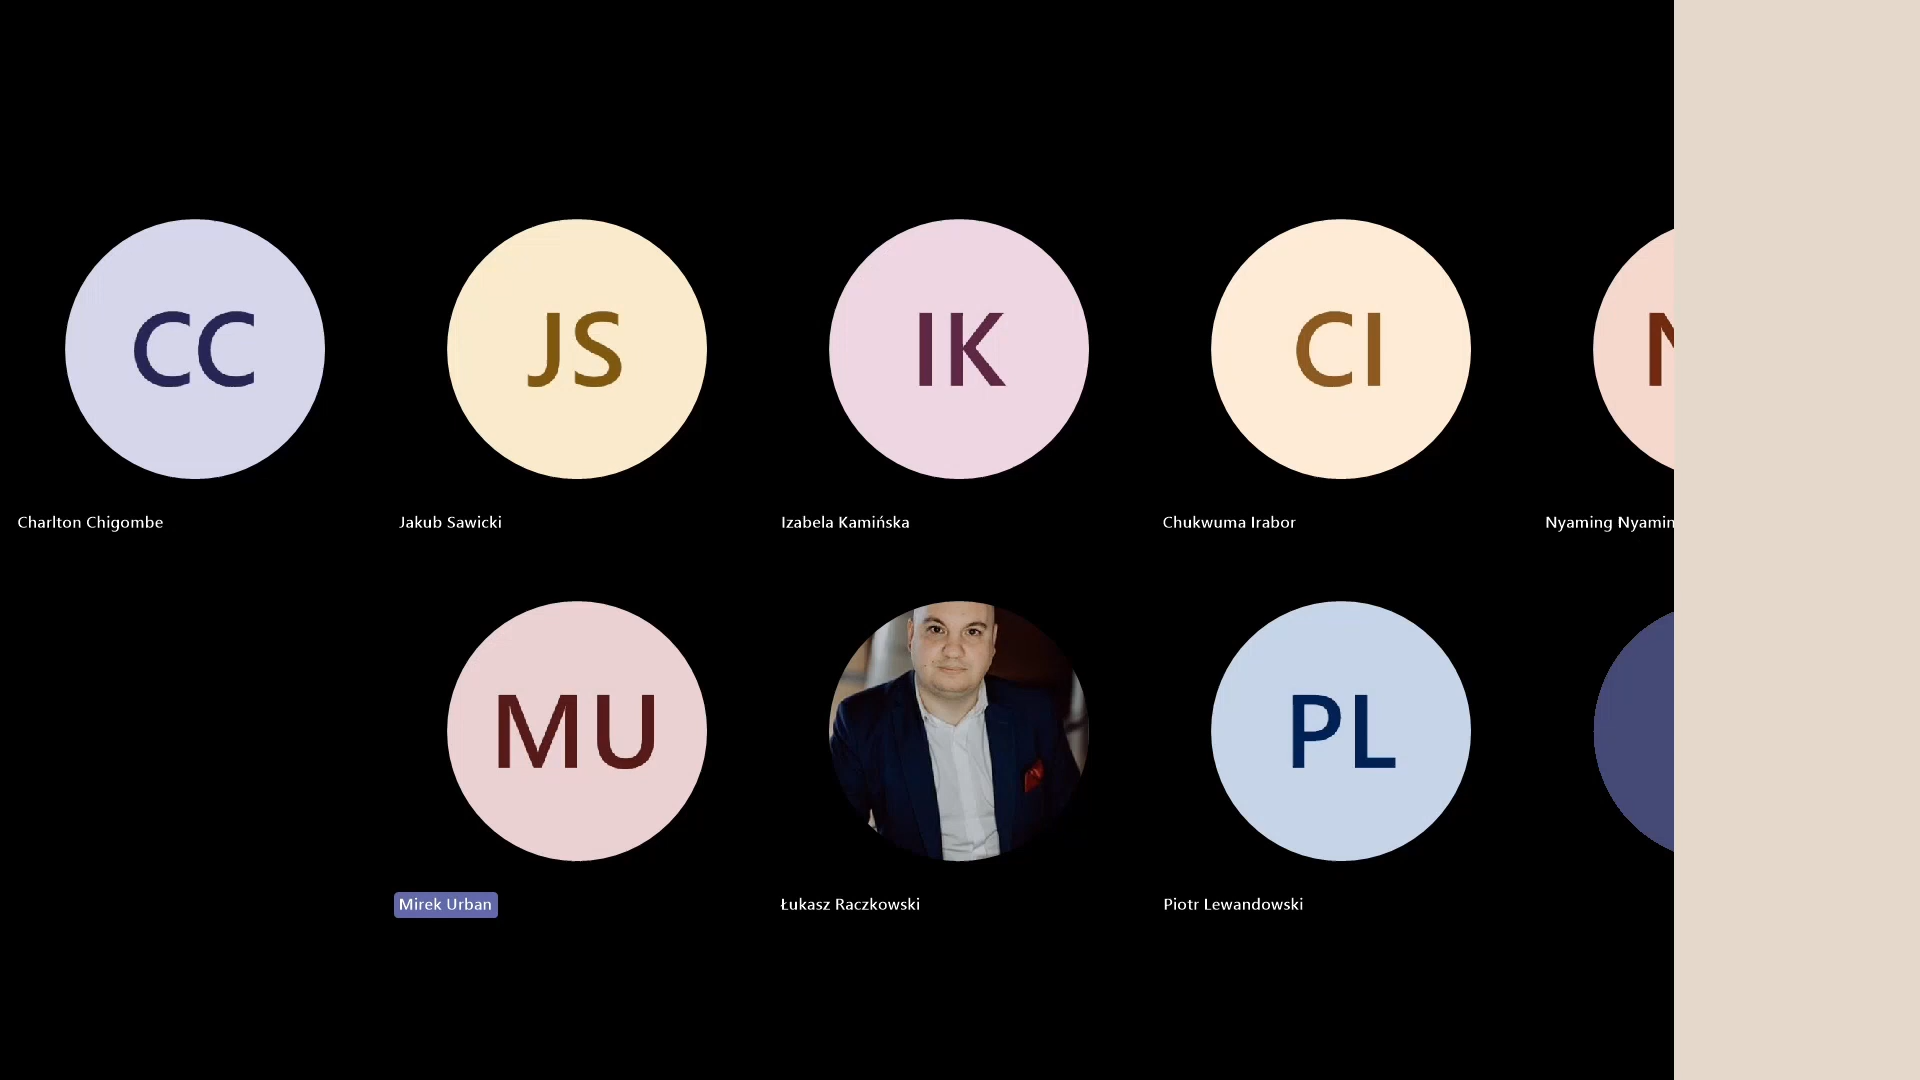 CC
JS
IK
CI
Charlton Chigombe
Jakub Sawicki
Izabela Kamińska
Chukwuma Irabor
Nyaming
MU
PL
Mirek Urban
Łukasz Raczkowski
Piotr Lewandowski